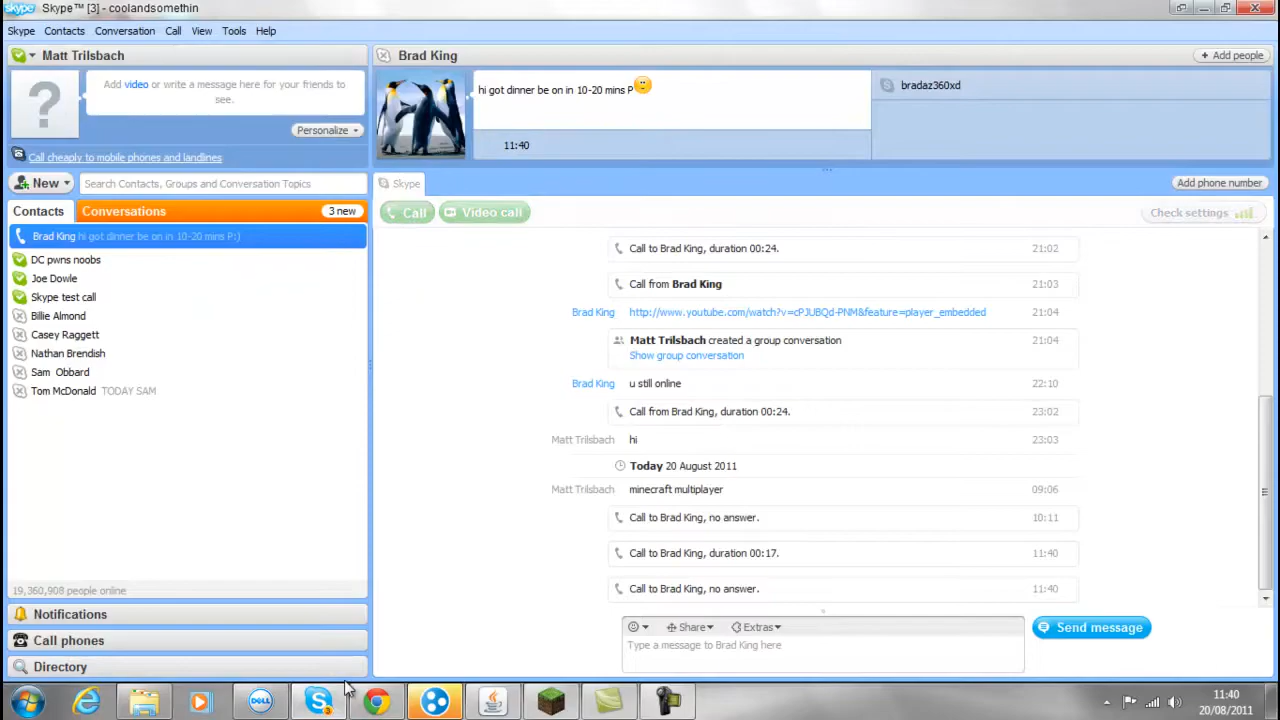 Skype™ [3] - coolandsomethin
Skype Contacts Conversation Call View Tools Help
Matt Trilsbach
Add video or write a message here for your friends to see.
Personalize
Call cheaply to mobile phones and landlines
New
Search Contacts, Groups and Conversation Topics
Contacts
Conversations
3 new
Brad King hi got dinner be on in 10-20 mins P:)
DC pwns noobs
Joe Dowle
Skype test call
Billie Almond
Casey Raggett
Nathan Brendish
Sam Obbard
Tom McDonald TODAY SAM
19,360,908 people online
Notifications
Call phones
Directory
Brad King
+ Add people
hi got dinner be on in 10-20 mins P
11:40
bradaz360xd
Skype
Add phone number
Call
Video call
Check settings
Call to Brad King, duration 00:24. 21:02
Call from Brad King 21:03
Brad King http://www.youtube.com/watch?v=cPJUBQd-PNM&feature=player_embedded 21:04
Matt Trilsbach created a group conversation 21:04
Show group conversation
Brad King u still online 22:10
Call from Brad King, duration 00:24. 23:02
Matt Trilsbach hi 23:03
Today 20 August 2011
Matt Trilsbach minecraft multiplayer 09:06
Call to Brad King, no answer. 10:11
Call to Brad King, duration 00:17. 11:40
Call to Brad King, no answer. 11:40
Share Extras
Type a message to Brad King here
Send message
DELL
3
11:40
20/08/2011